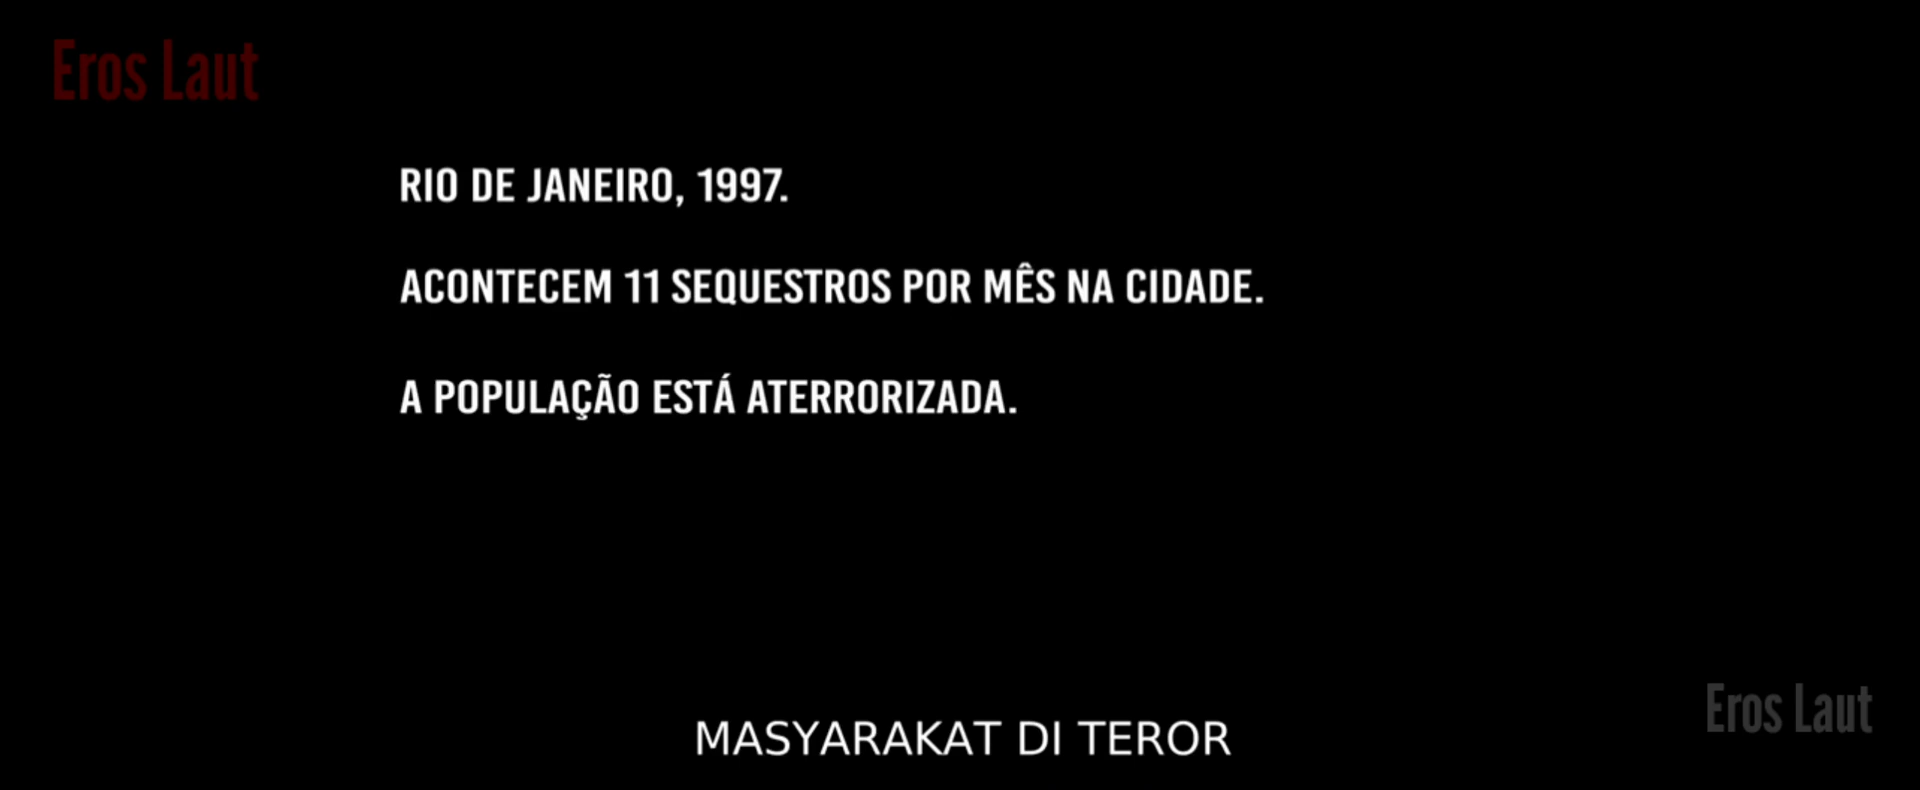 Eros Laut
RIO DE JANEIRO, 1997.
ACONTECEM 11 SEQUESTROS POR MÊS NA CIDADE.
A POPULAÇÃO ESTÁ ATERRORIZADA.
Eros Laut
MASYARAKAT DI TEROR